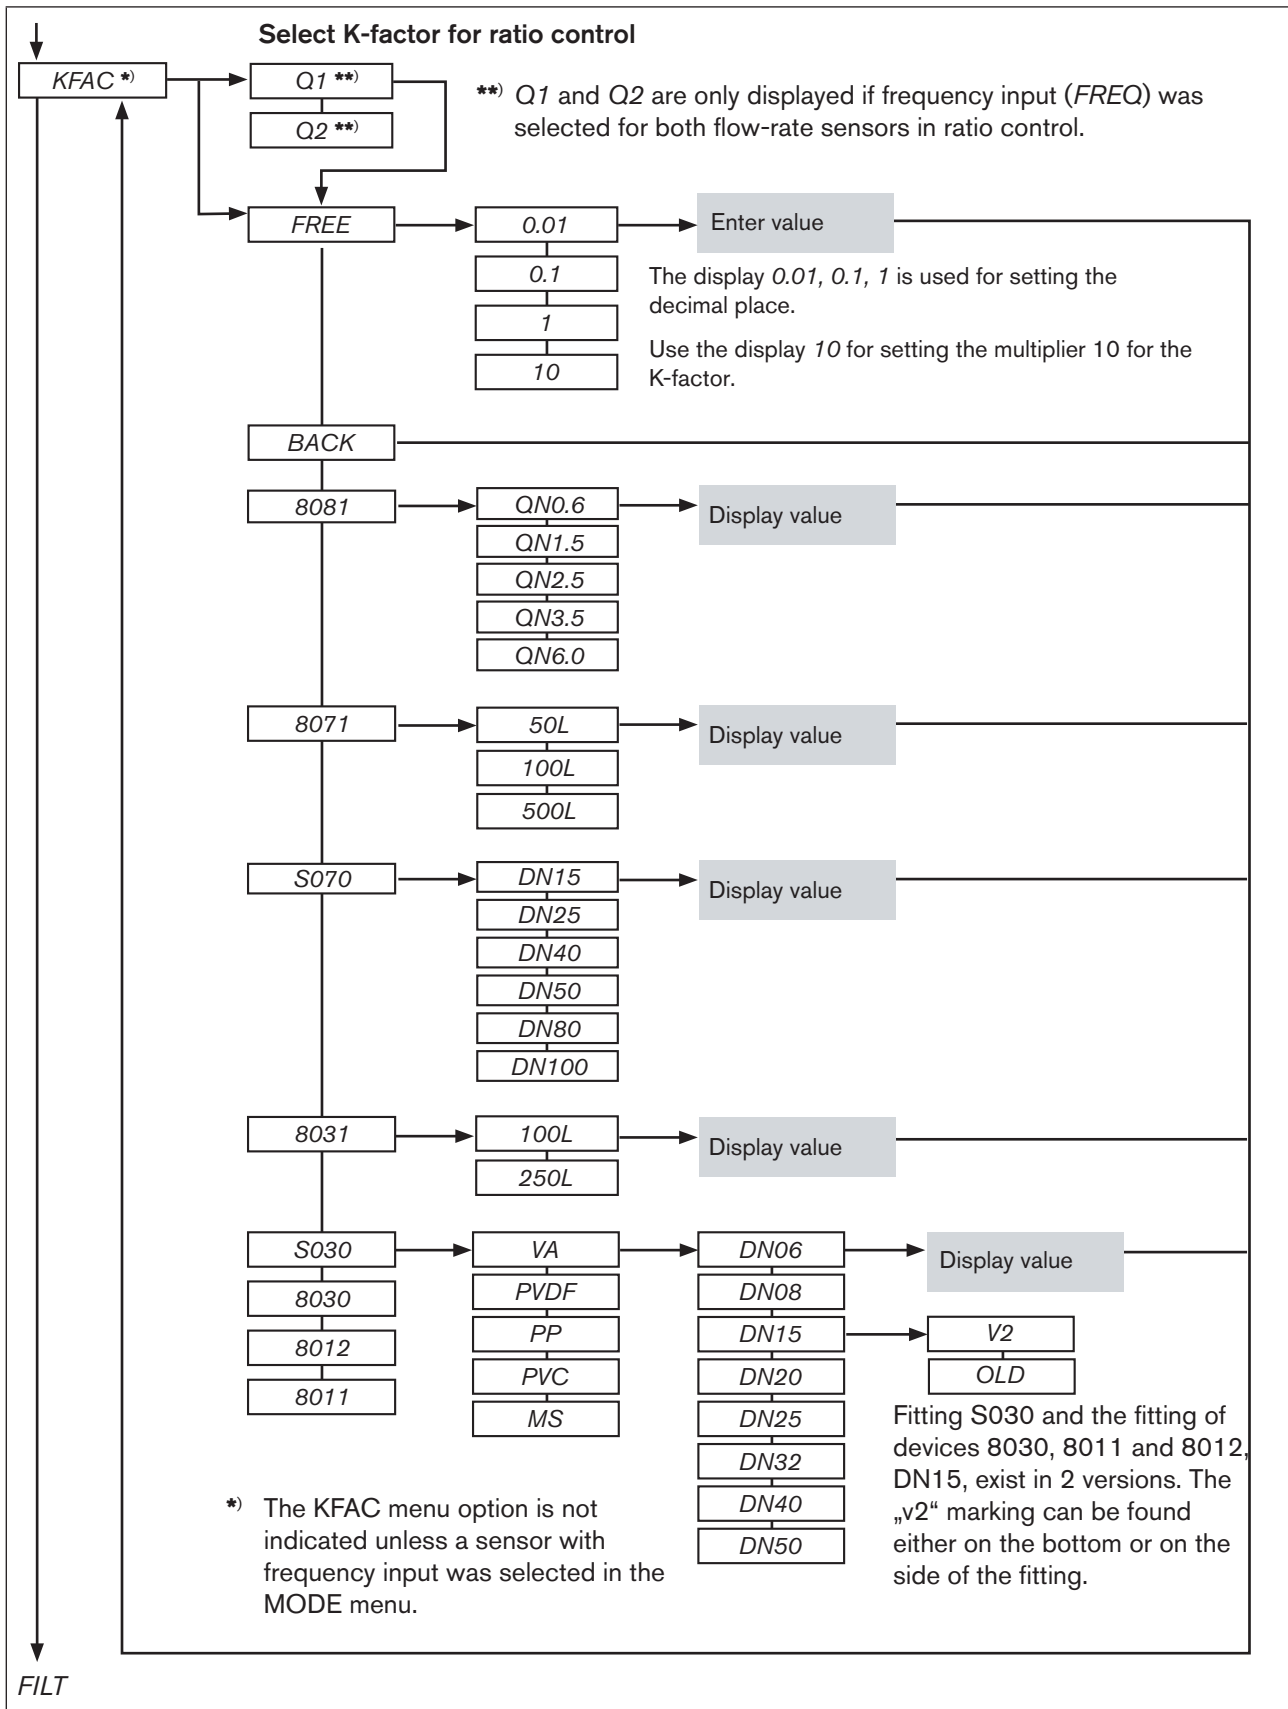 Select K-factor for ratio control
KFAC *)
Q1 **)
Q2 **)
**) Q1 and Q2 are only displayed if frequency input (FREQ) was
selected for both flow-rate sensors in ratio control.
FREE
0.01
Enter value
0.1
1
10
The display 0.01, 0.1, 1 is used for setting the
decimal place.
Use the display 10 for setting the multiplier 10 for the
K-factor.
BACK
8081
QN0.6
Display value
QN1.5
QN2.5
QN3.5
QN6.0
8071
50L
Display value
100L
500L
S070
DN15
Display value
DN25
DN40
DN50
DN80
DN100
8031
100L
Display value
250L
S030
VA
DN06
Display value
8030
PVDF
DN08
8012
PP
DN15
V2
8011
PVC
DN20
OLD
MS
DN25
DN32
DN40
DN50
Fitting S030 and the fitting of
devices 8030, 8011 and 8012,
DN15, exist in 2 versions. The
„v2“ marking can be found
either on the bottom or on the
side of the fitting.
*) The KFAC menu option is not
indicated unless a sensor with
frequency input was selected in the
MODE menu.
FILT